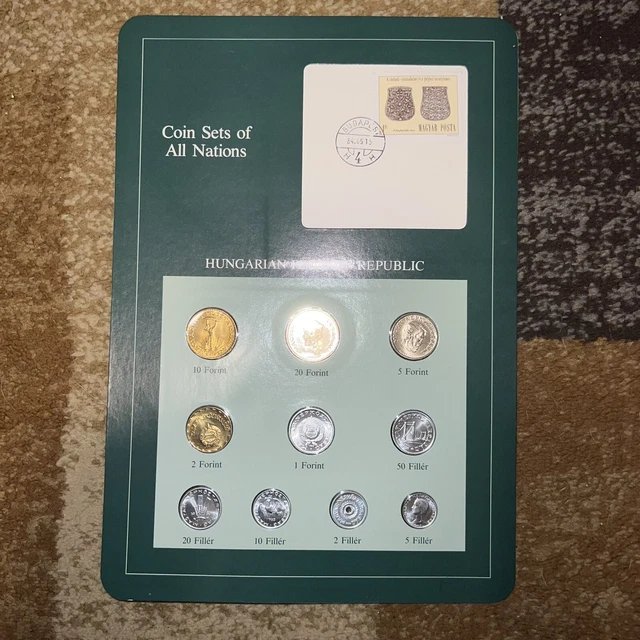 Coin Sets of
All Nations
MAGYAR POSTA
HUNGARIAN REPUBLIC
10 Forint
20 Forint
5 Forint
2 Forint
1 Forint
50 Fillér
20 Fillér
10 Fillér
2 Fillér
5 Fillér